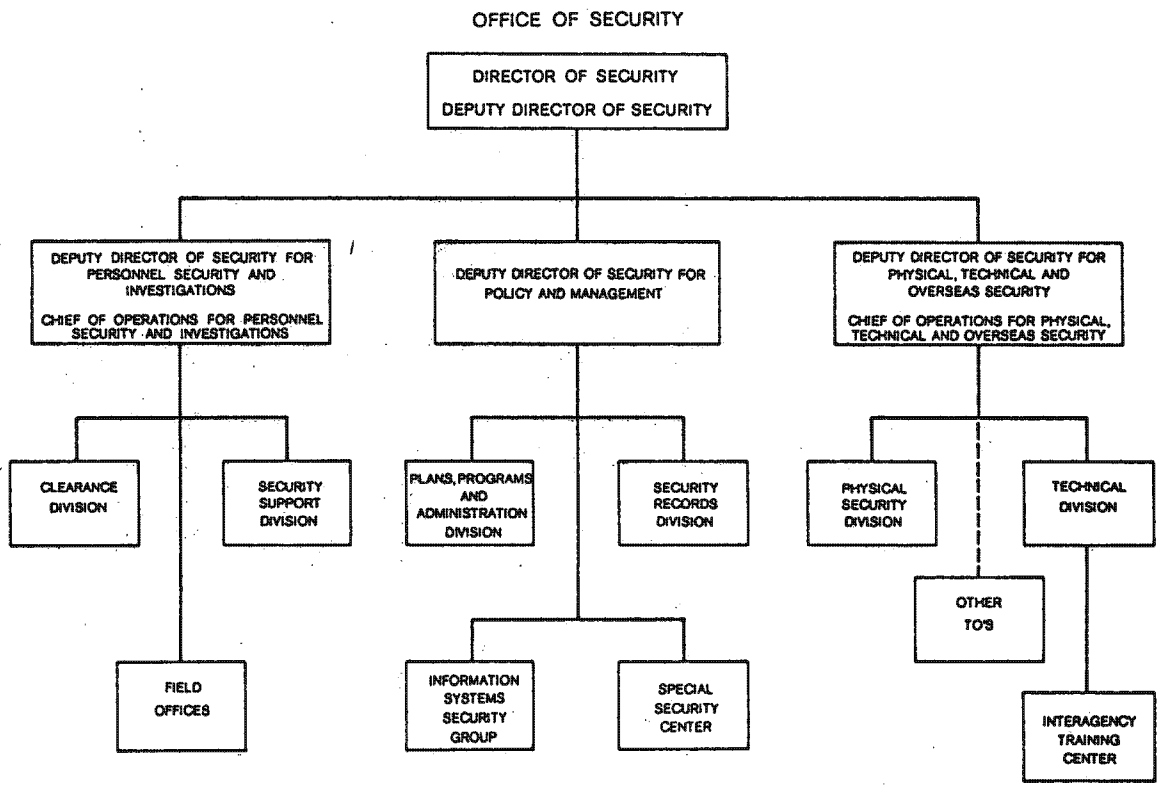 OFFICE OF SECURITY
DIRECTOR OF SECURITY
DEPUTY DIRECTOR OF SECURITY
DEPUTY DIRECTOR OF SECURITY FOR
PERSONNEL SECURITY AND
INVESTIGATIONS
CHIEF OF OPERATIONS FOR PERSONNEL
SECURITY AND INVESTIGATIONS
DEPUTY DIRECTOR OF SECURITY FOR
POLICY AND MANAGEMENT
DEPUTY DIRECTOR OF SECURITY FOR
PHYSICAL, TECHNICAL AND
OVERSEAS SECURITY
CHIEF OF OPERATIONS FOR PHYSICAL,
TECHNICAL AND OVERSEAS SECURITY
CLEARANCE
DIVISION
SECURITY
SUPPORT
DIVISION
PLANS, PROGRAMS
AND
ADMINISTRATION
DIVISION
SECURITY
RECORDS
DIVISION
PHYSICAL
SECURITY
DIVISION
TECHNICAL
DIVISION
OTHER
TO'S
FIELD
OFFICES
INFORMATION
SYSTEMS
SECURITY
GROUP
SPECIAL
SECURITY
CENTER
INTERAGENCY
TRAINING
CENTER